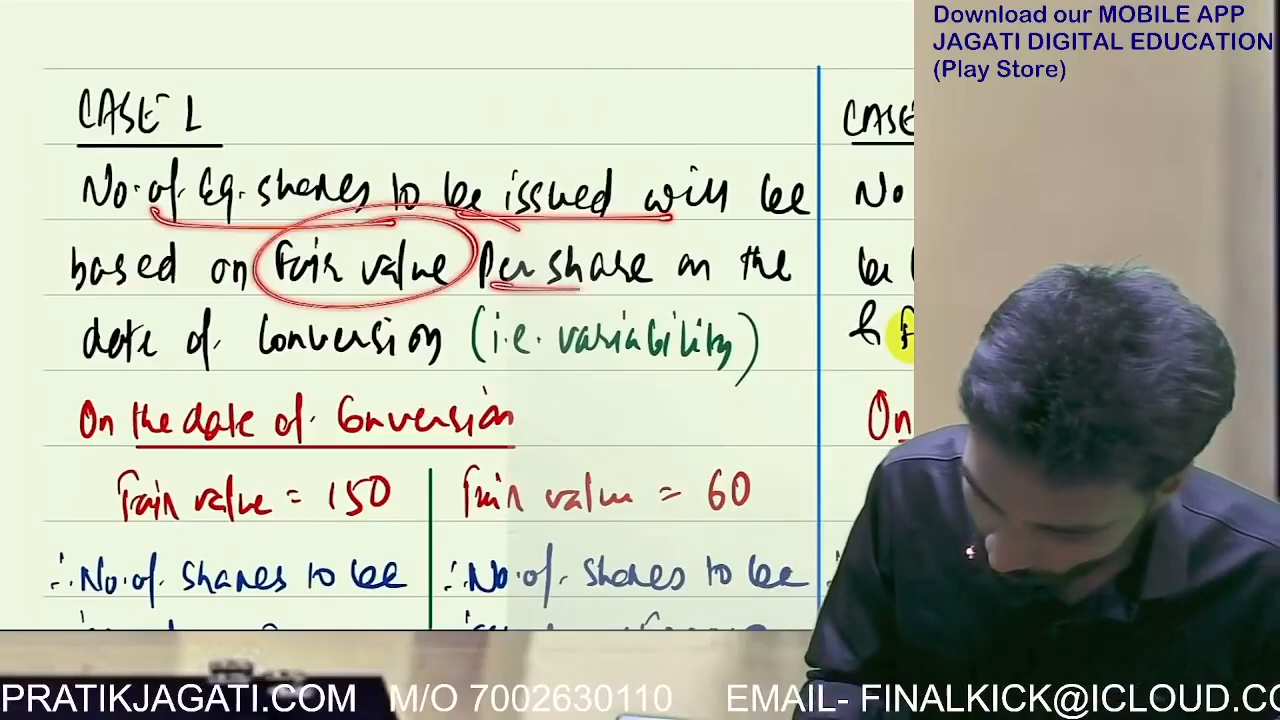 Download our MOBILE APP
JAGATI DIGITAL EDUCATION
(Play Store)
CASE 1
No. of Eq. shares to be issued will be
based on Fair value Per share on the
date of Conversion (i.e. variability)
On the date of Conversion
Fair value = 150
∴ No. of shares to be
Fair value = 60
∴ No. of shares to be
CASE
No
be
&
On
PRATIKJAGATI.COM M/O 7002630110 EMAIL- FINALKICK@ICLOUD.CO